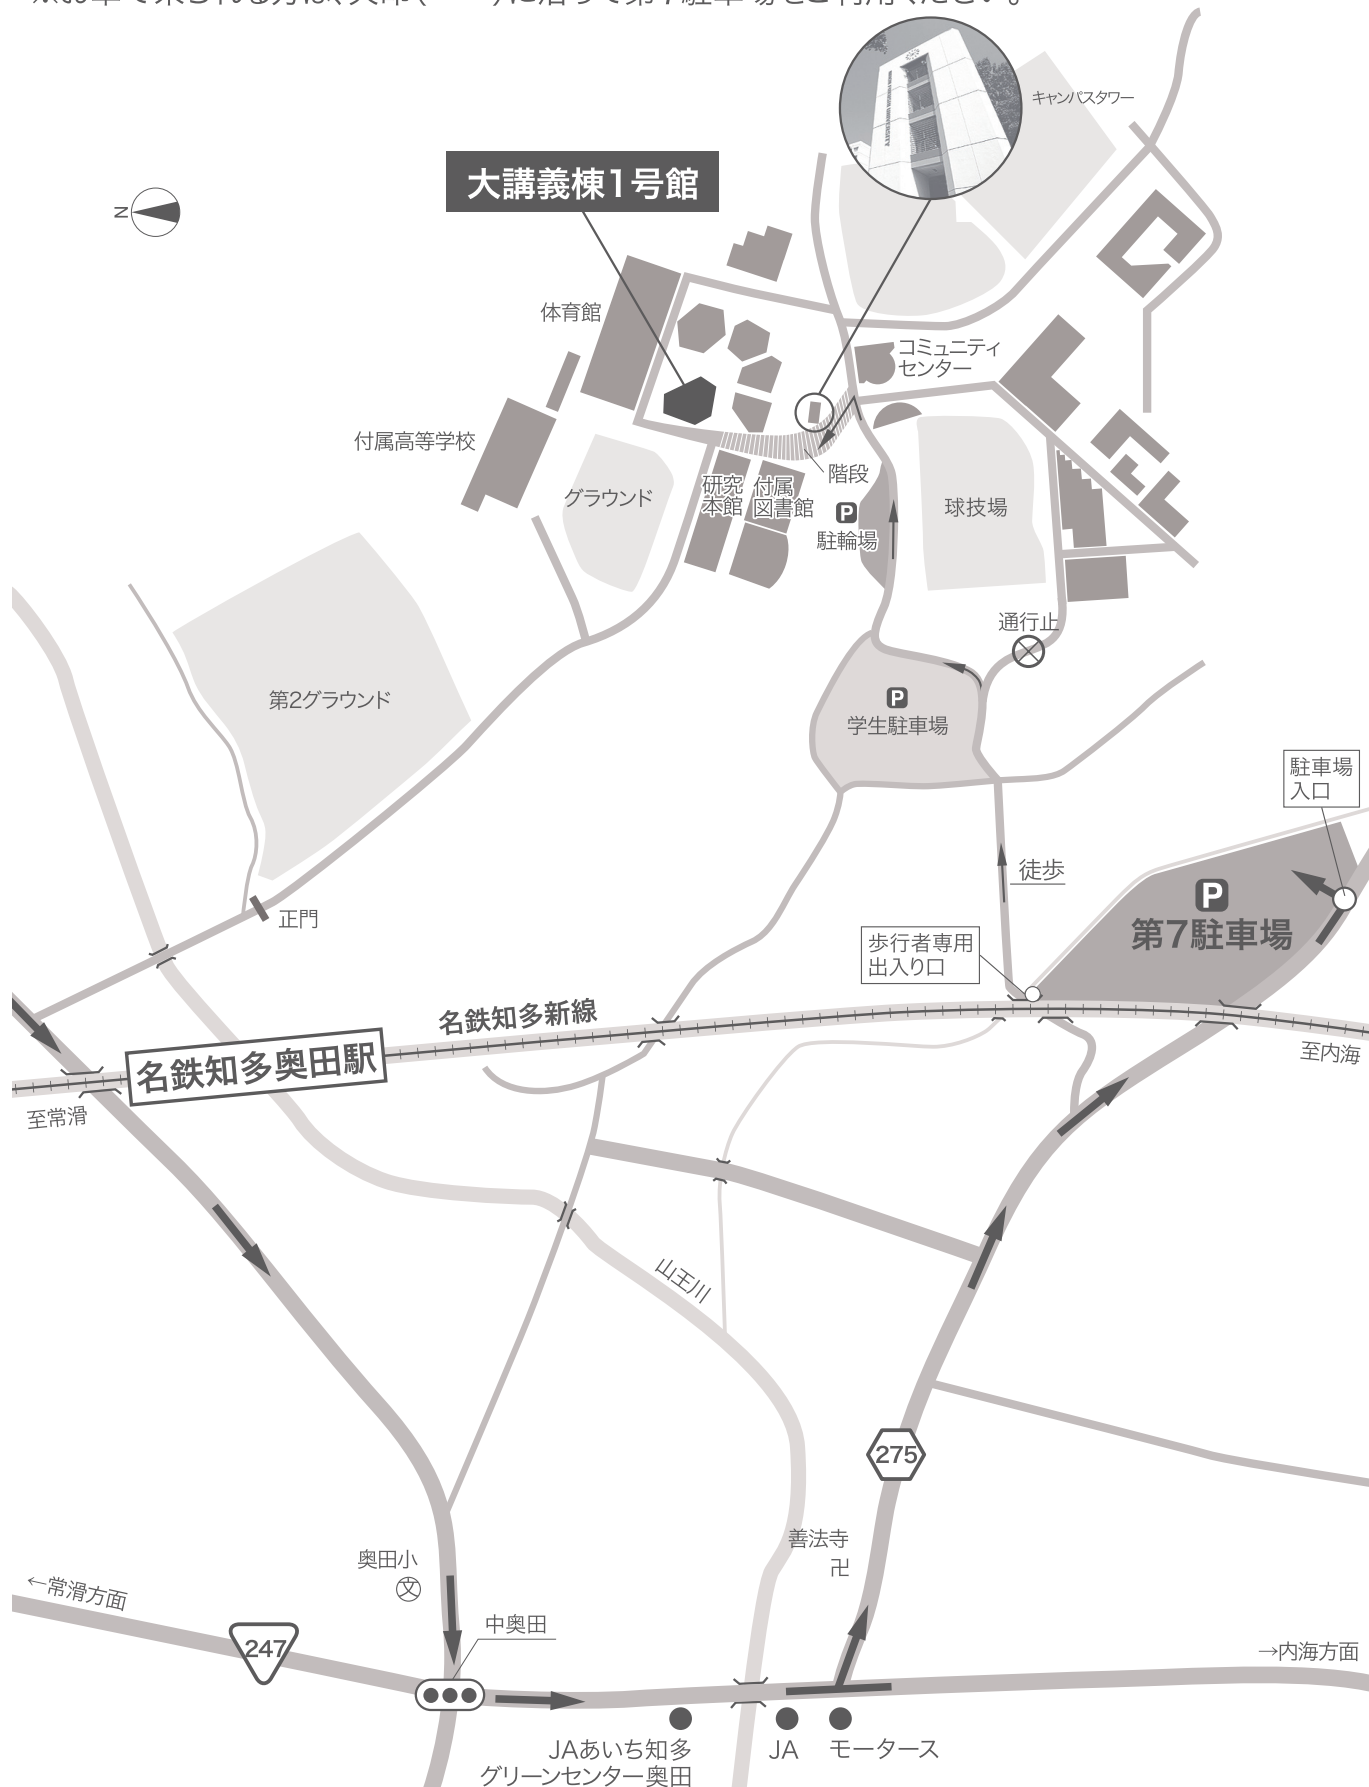 キャンパスタワー
大講義棟1号館
N
体育館
コミュニティ
センター
付属高等学校
グラウンド
研究
本館
付属
図書館
階段
P
駐輪場
球技場
通行止
第2グラウンド
P
学生駐車場
駐車場
入口
徒歩
P
第7駐車場
正門
歩行者専用
出入り口
名鉄知多新線
名鉄知多奥田駅
至内海
至常滑
山王川
275
善法寺
卍
奥田小
文
←常滑方面
中奥田
247
→内海方面
JAあいち知多
グリーンセンター奥田
JA
モータース